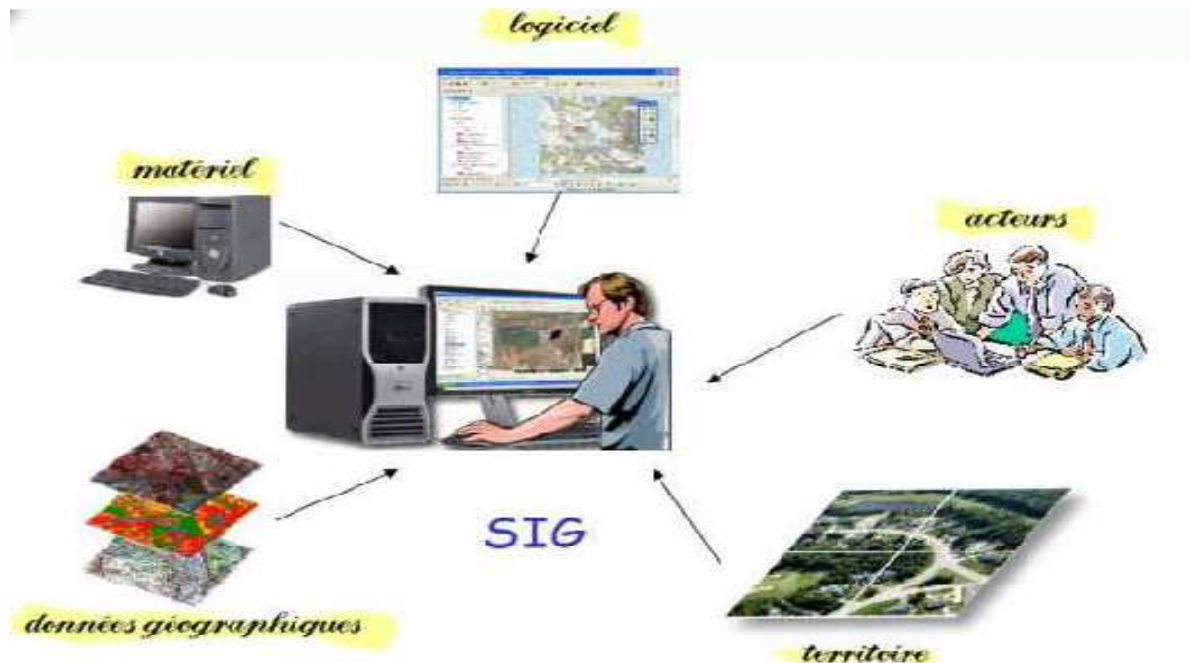 logiciel
matériel
acteurs
SIG
données géographiques
territoire